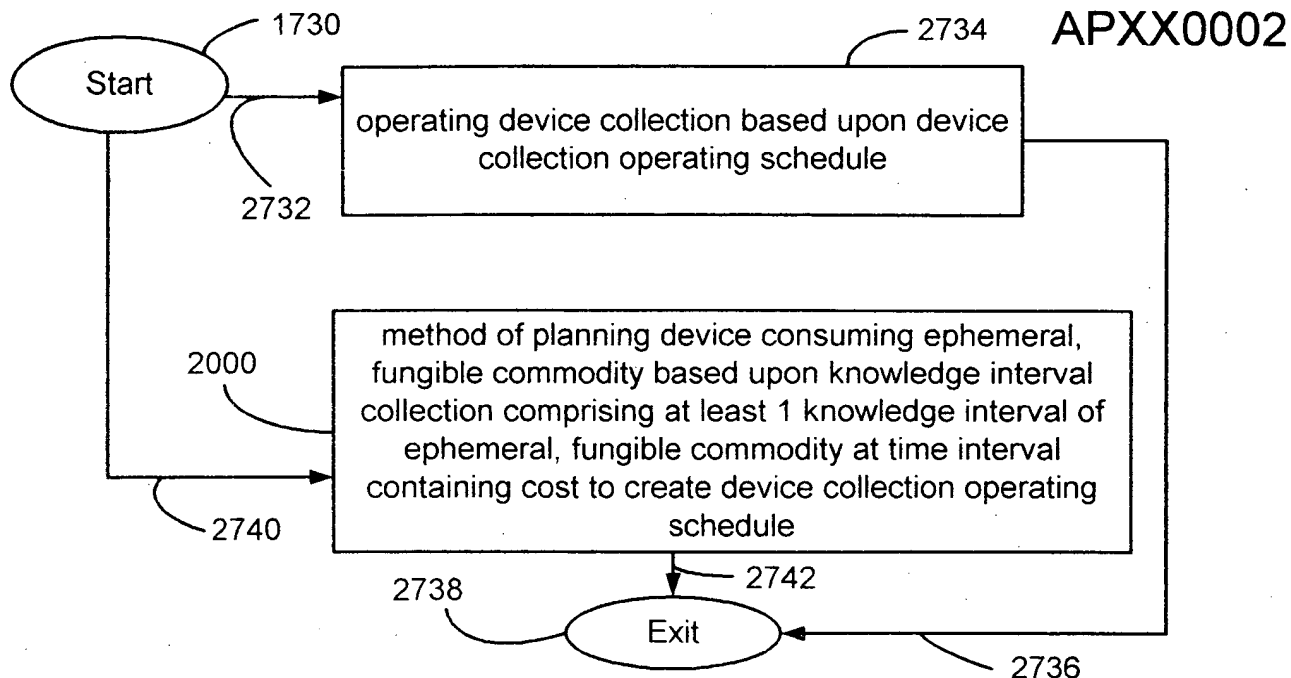 1730
2734
APXX0002
Start
operating device collection based upon device
collection operating schedule
2732
method of planning device consuming ephemeral,
fungible commodity based upon knowledge interval
collection comprising at least 1 knowledge interval of
ephemeral, fungible commodity at time interval
containing cost to create device collection operating
schedule
2000
2740
2742
2738
Exit
2736